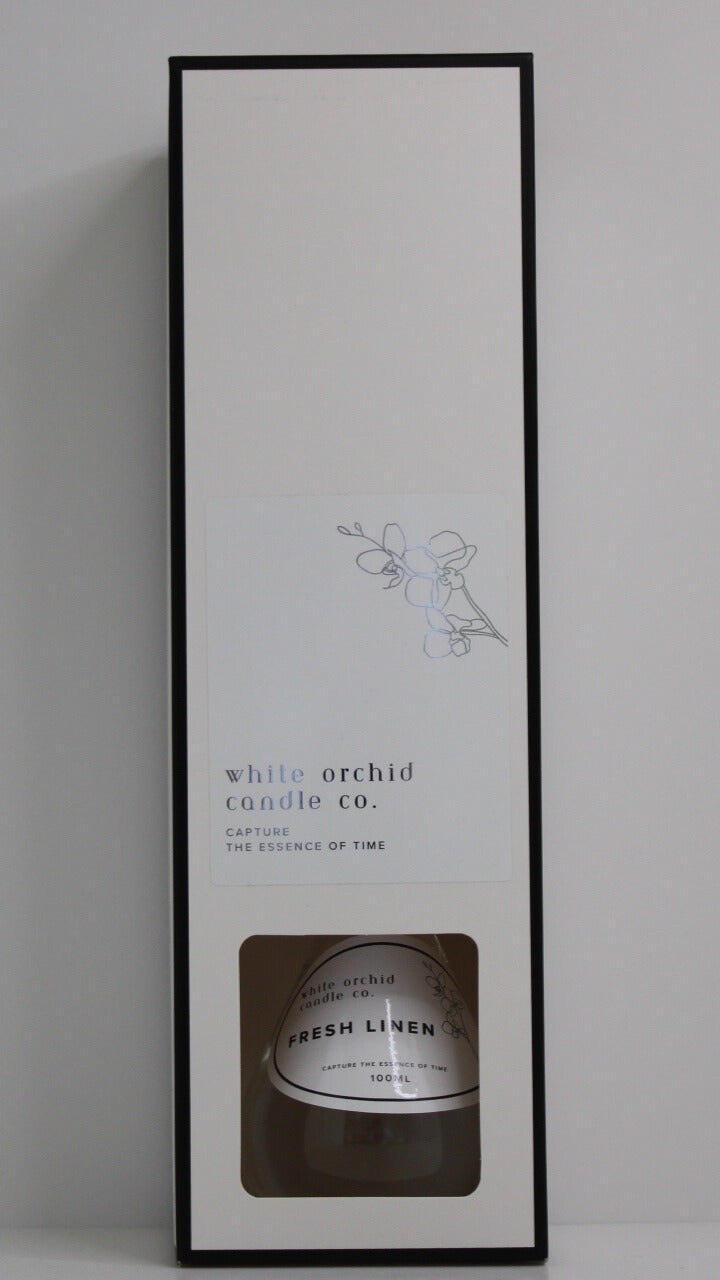 white orchid
candle co.
CAPTURE
THE ESSENCE OF TIME
white orchid
candle co.
FRESH LINEN
CAPTURE THE ESSENCE OF TIME
100ML